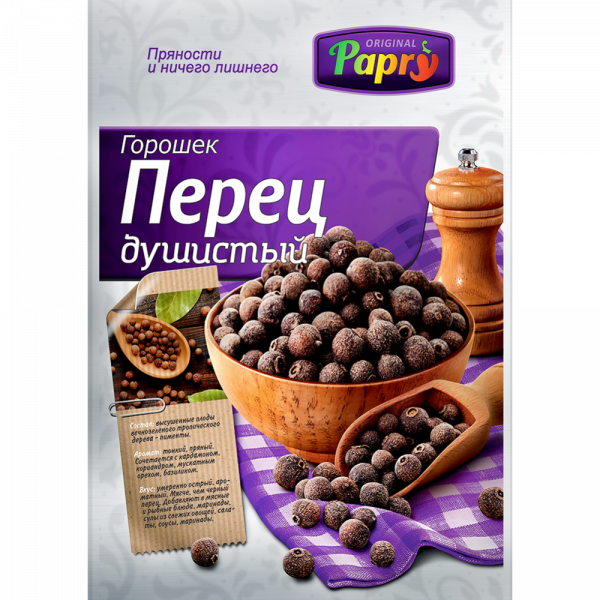 Пряности
и ничего лишнего
ORIGINAL
Papry
Горошек
Перец
душистый
Состав: высушенные плоды
вечнозеленого тропического
дерева - пименты.
Аромат: тонкий, пряный.
Сочетается с кардамоном,
кориандром, мускатным
орехом, базиликом.
Вкус: умеренно острый, аро-
матный. Мягче, чем черный
перец. Добавляют в мясные
и рыбные блюда, маринады,
супы из свежих овощей, сала-
ты, соусы, маринады.